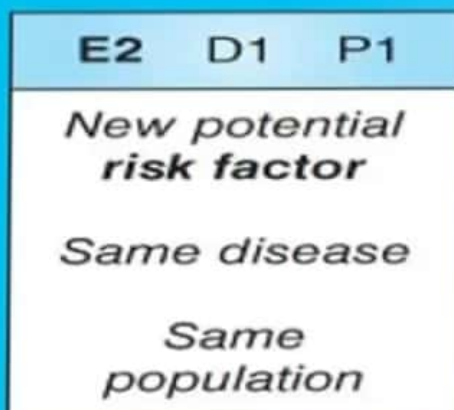 E2 D1 P1
New potential
risk factor
Same disease
Same
population